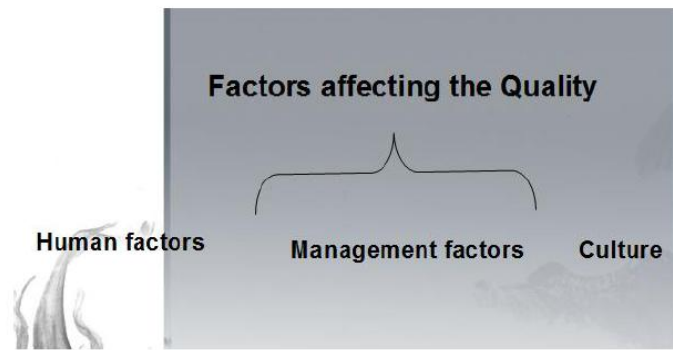 Factors affecting the Quality
Human factors
Management factors
Culture